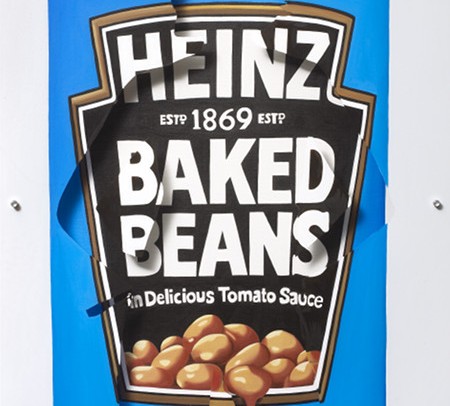 HEINZ
ESTD 1869 ESTD
BAKED
BEANS
in Delicious Tomato Sauce